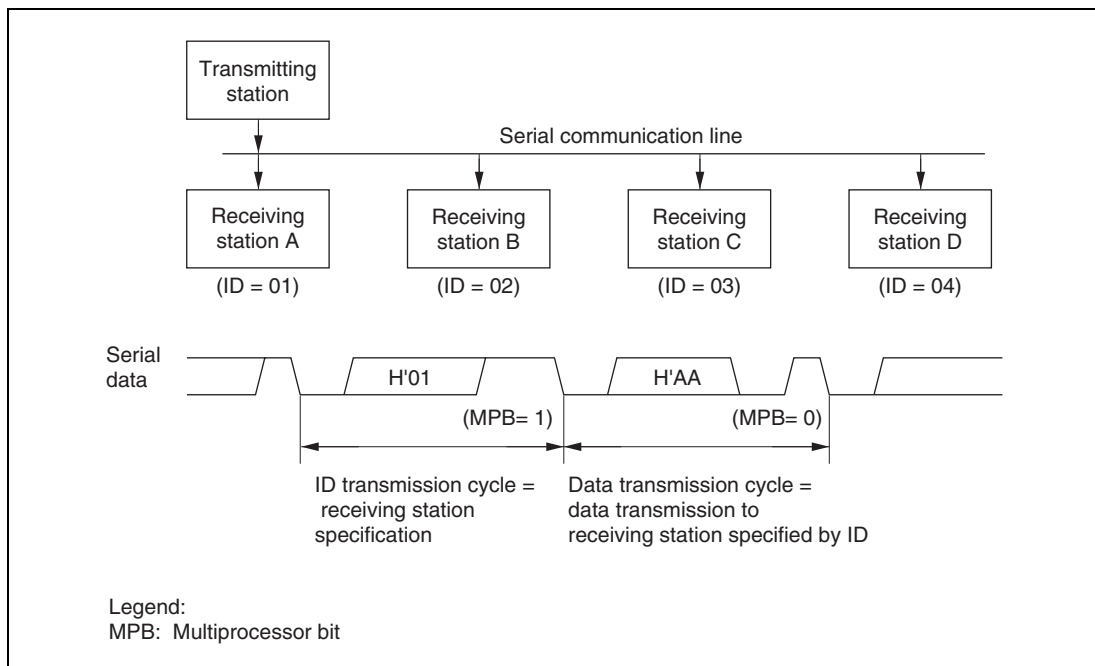 Transmitting
station
Serial communication line
Receiving
station A
Receiving
station B
Receiving
station C
Receiving
station D
(ID = 01)
(ID = 02)
(ID = 03)
(ID = 04)
Serial
data
H'01
H'AA
(MPB= 1)
(MPB= 0)
ID transmission cycle =
receiving station
specification
Data transmission cycle =
data transmission to
receiving station specified by ID
Legend:
MPB: Multiprocessor bit